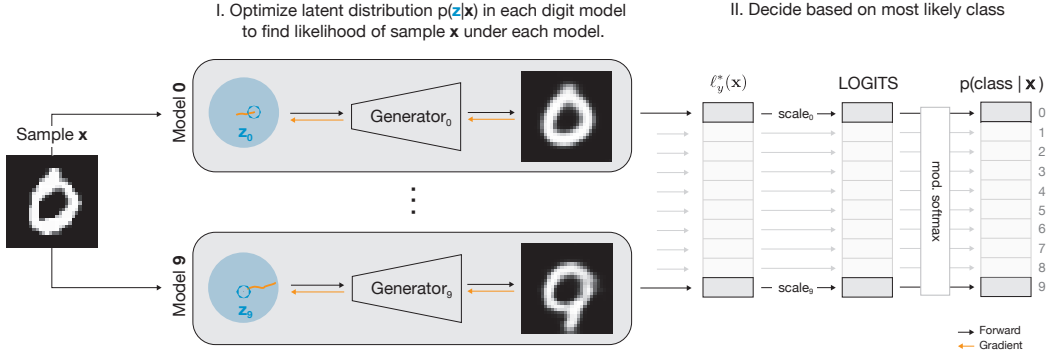 I. Optimize latent distribution p(z|x) in each digit model
to find likelihood of sample x under each model.
II. Decide based on most likely class
Sample x
Model 0
z₀
Generator₀
Model 9
z₉
Generator₉
ℓ*ᵧ(x)
LOGITS
p(class | x)
scale₀
scale₉
mod. softmax
0
1
2
3
4
5
6
7
8
9
Forward
Gradient